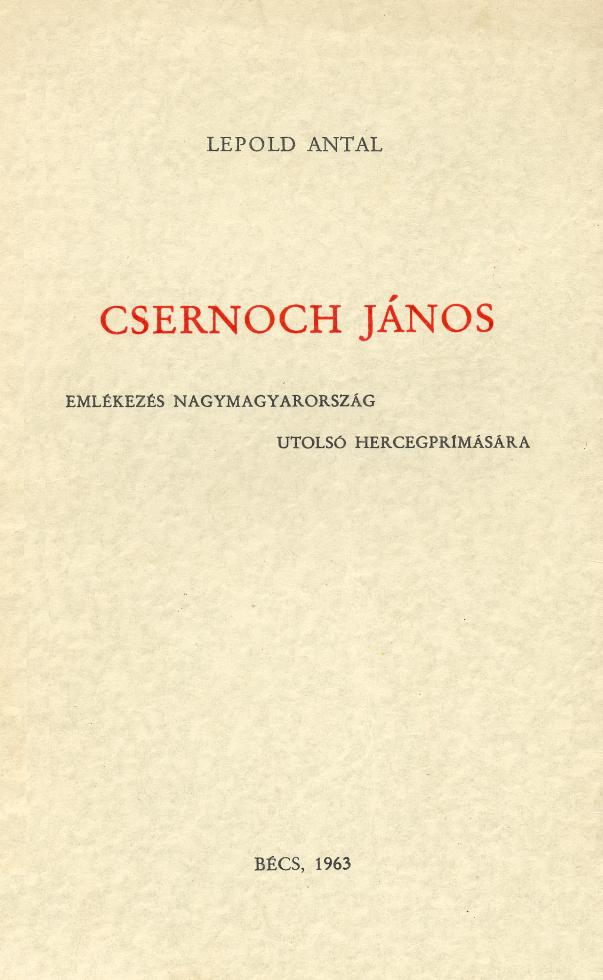 LEPOLD ANTAL
CSERNOCH JÁNOS
EMLÉKEZÉS NAGYMAGYARORSZÁG
UTOLSÓ HERCEGPRÍMÁSÁRA
BÉCS, 1963